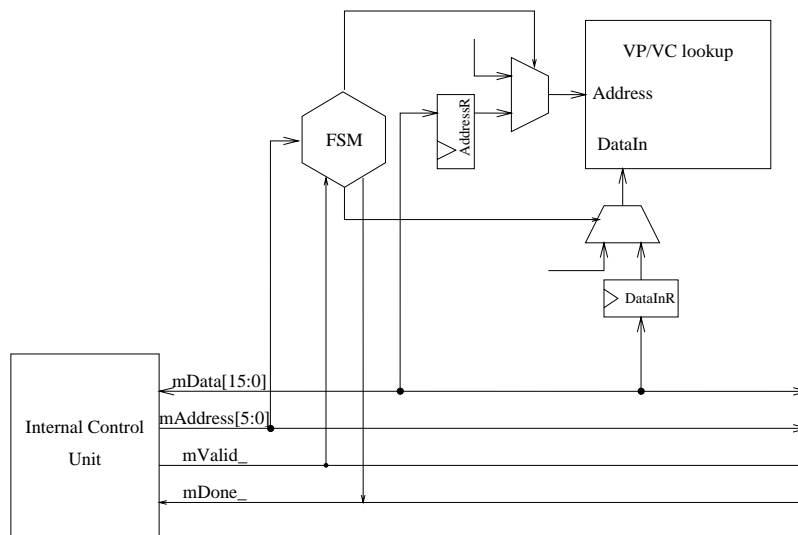 VP/VC lookup
Address
DataIn
FSM
AddressR
DataInR
mData[15:0]
mAddress[5:0]
Internal Control
Unit
mValid_
mDone_